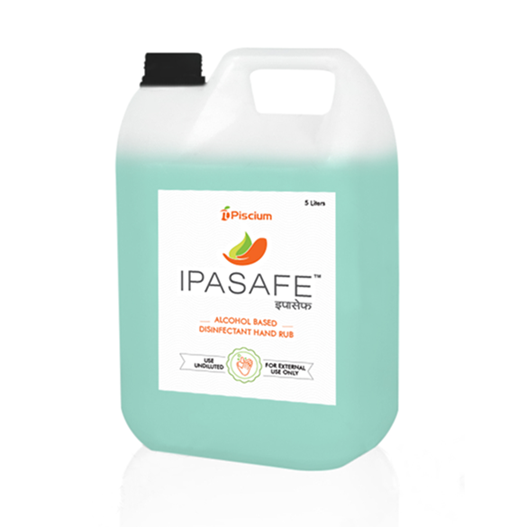 Piscium
5 Liters
IPASAFE™
इपासेफ
ALCOHOL BASED
DISINFECTANT HAND RUB
USE
UNDILUTED
FOR EXTERNAL
USE ONLY